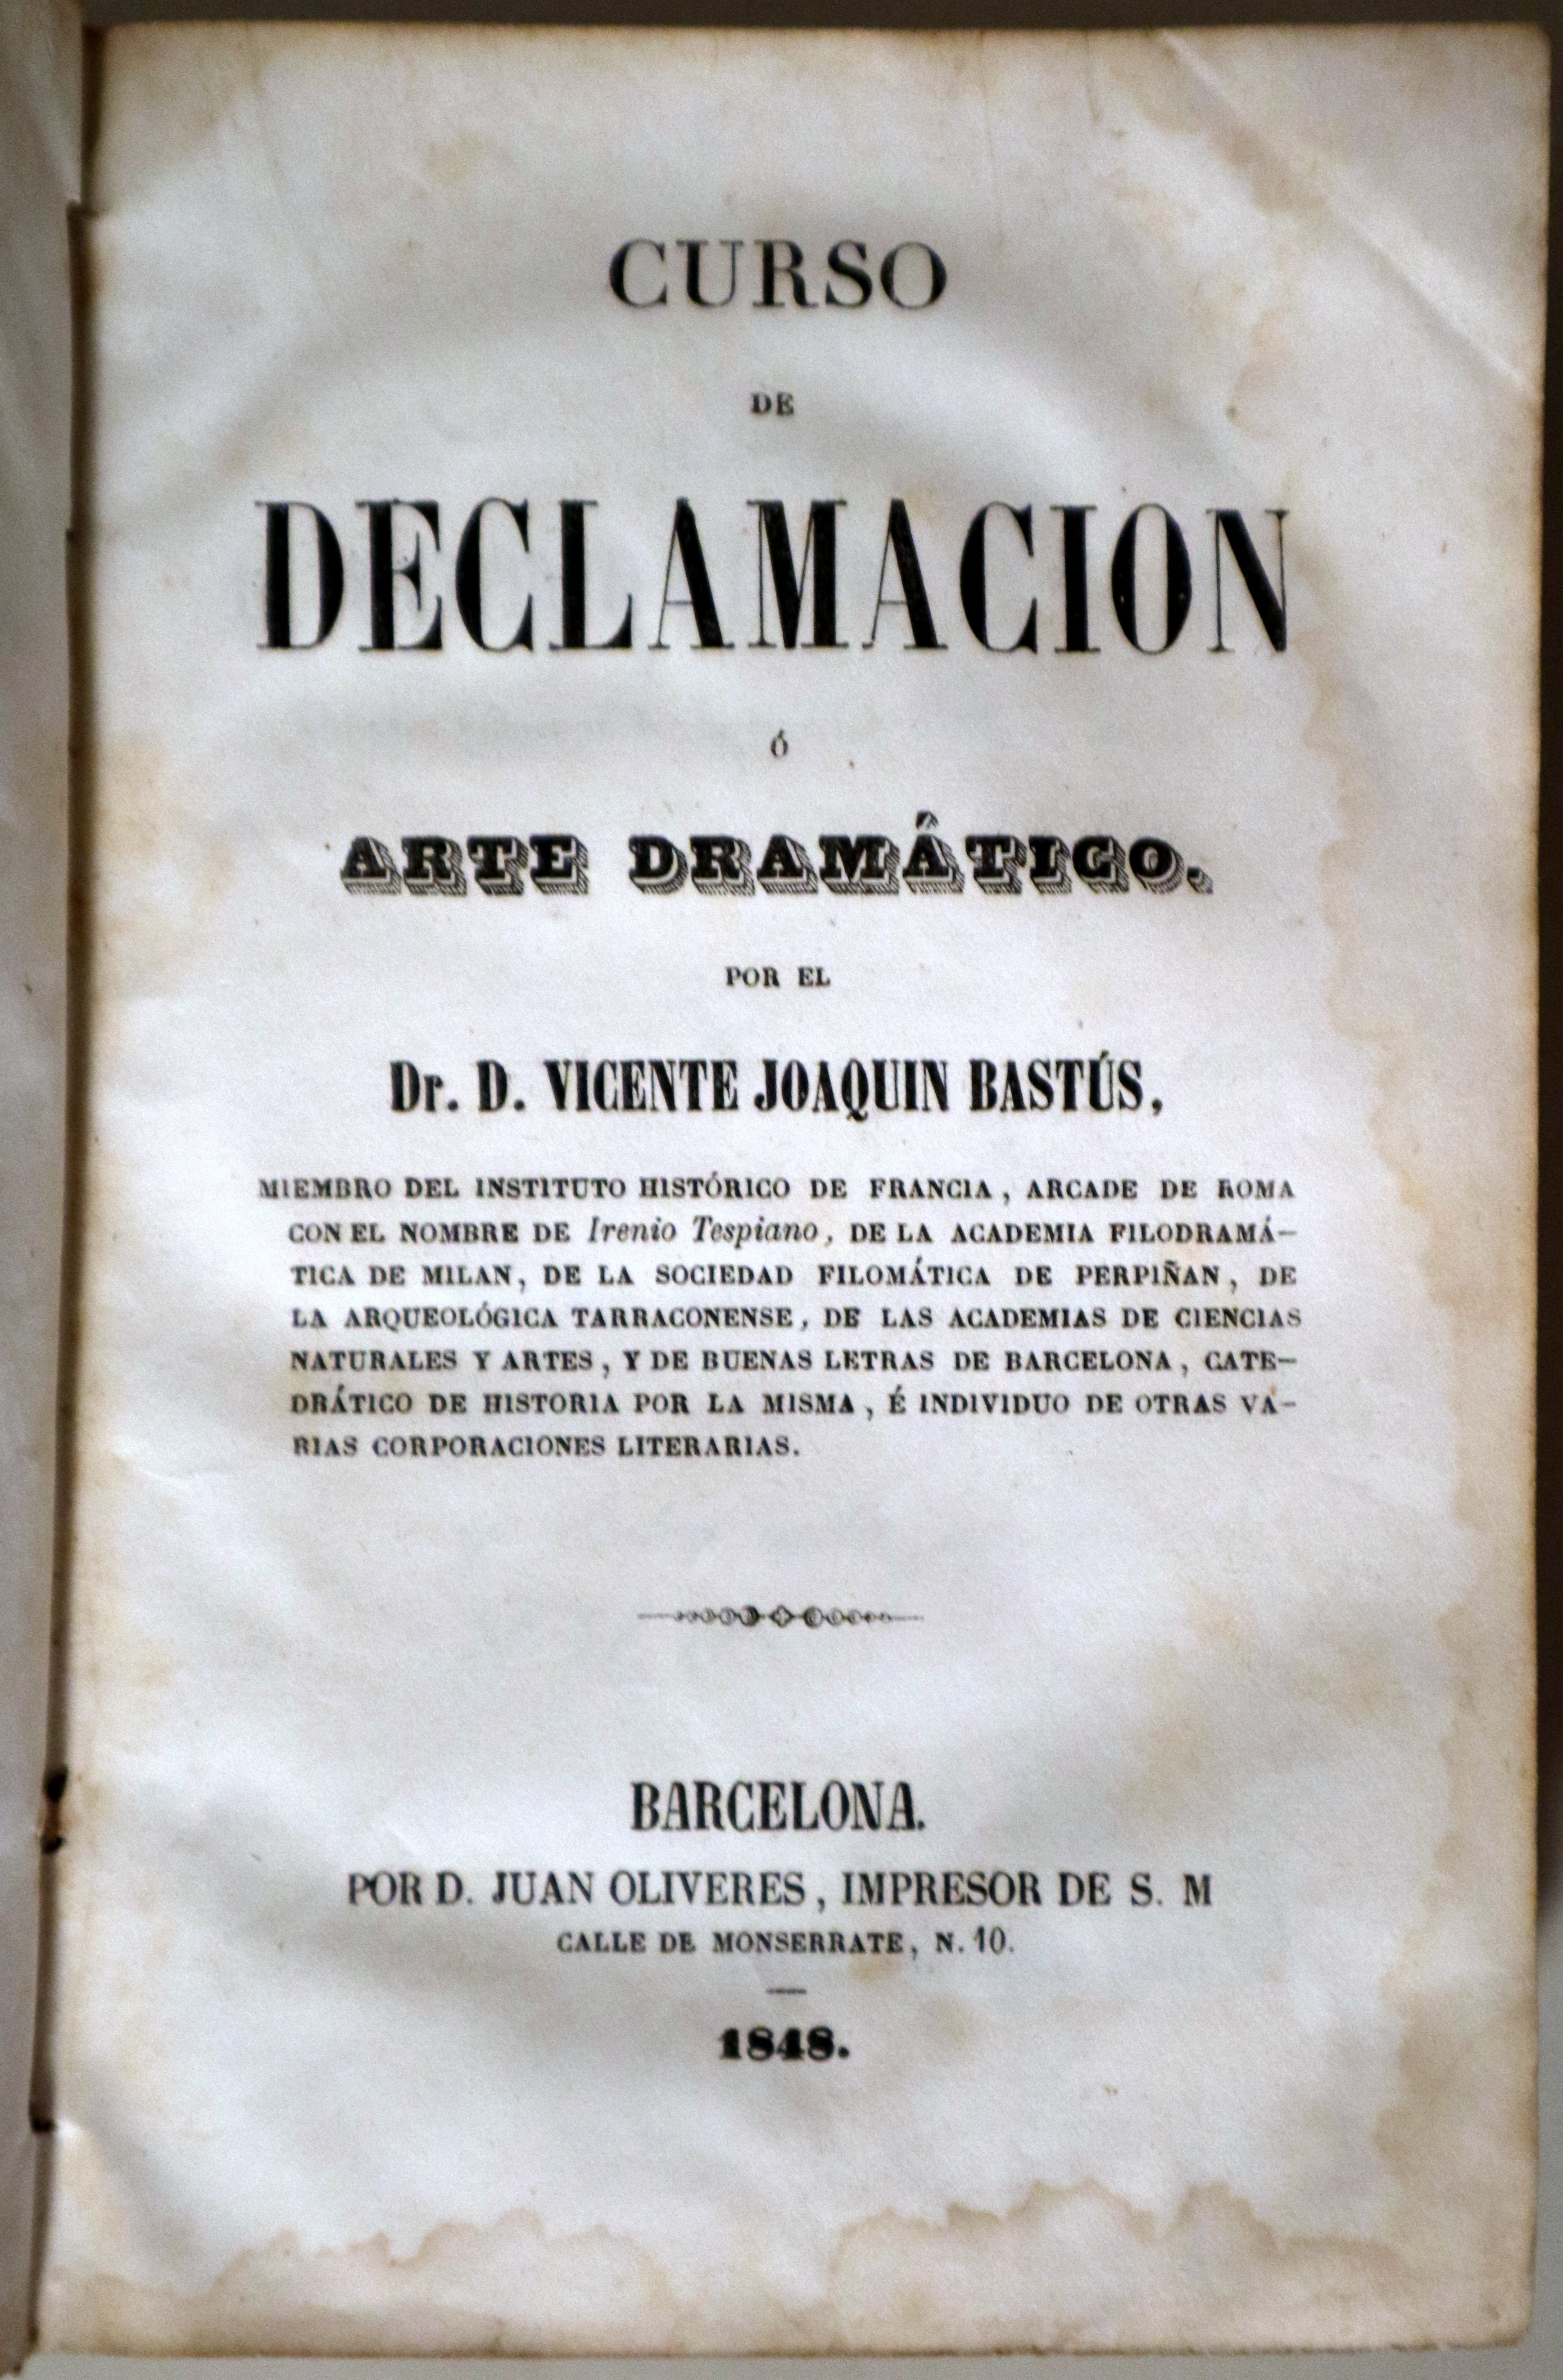 CURSO
DE
DECLAMACION
Ó
ARTE DRAMÁTICO.
POR EL
Dr. D. VICENTE JOAQUIN BASTÚS,
MIEMBRO DEL INSTITUTO HISTÓRICO DE FRANCIA, ARCADE DE ROMA
CON EL NOMBRE DE Irenio Tespiano, DE LA ACADEMIA FILODRAMÁ-
TICA DE MILAN, DE LA SOCIEDAD FILOMÁTICA DE PERPIÑAN, DE
LA ARQUEOLÓGICA TARRACONENSE, DE LAS ACADEMIAS DE CIENCIAS
NATURALES Y ARTES, Y DE BUENAS LETRAS DE BARCELONA, CATE-
DRÁTICO DE HISTORIA POR LA MISMA, É INDIVIDUO DE OTRAS VA-
RIAS CORPORACIONES LITERARIAS.
BARCELONA.
POR D. JUAN OLIVERES, IMPRESOR DE S. M
CALLE DE MONSERRATE, N. 10.
1848.